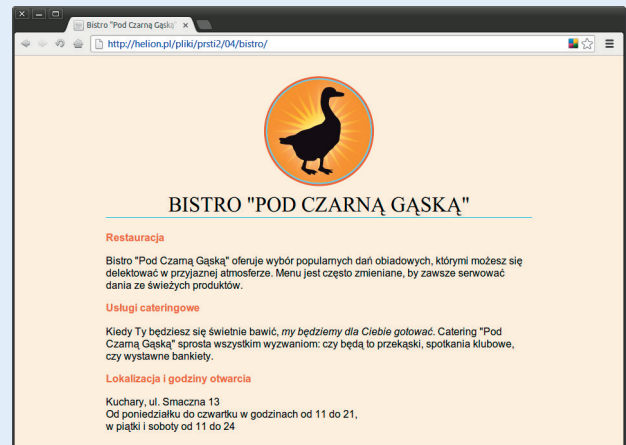 Bistro "Pod Czarną Gąską"
http://helion.pl/pliki/prsti2/04/bistro/
BISTRO "POD CZARNĄ GĄSKĄ"
Restauracja
Bistro "Pod Czarną Gąską" oferuje wybór popularnych dań obiadowych, którymi możesz się
delektować w przyjaznej atmosferze. Menu jest często zmieniane, by zawsze serwować
dania ze świeżych produktów.
Usługi cateringowe
Kiedy Ty będziesz się świetnie bawić, my będziemy dla Ciebie gotować. Catering "Pod
Czarną Gąską" sprosta wszystkim wyzwaniom: czy będą to przekąski, spotkania klubowe,
czy wystawne bankiety.
Lokalizacja i godziny otwarcia
Kuchary, ul. Smaczna 13
Od poniedziałku do czwartku w godzinach od 11 do 21,
w piątki i soboty od 11 do 24